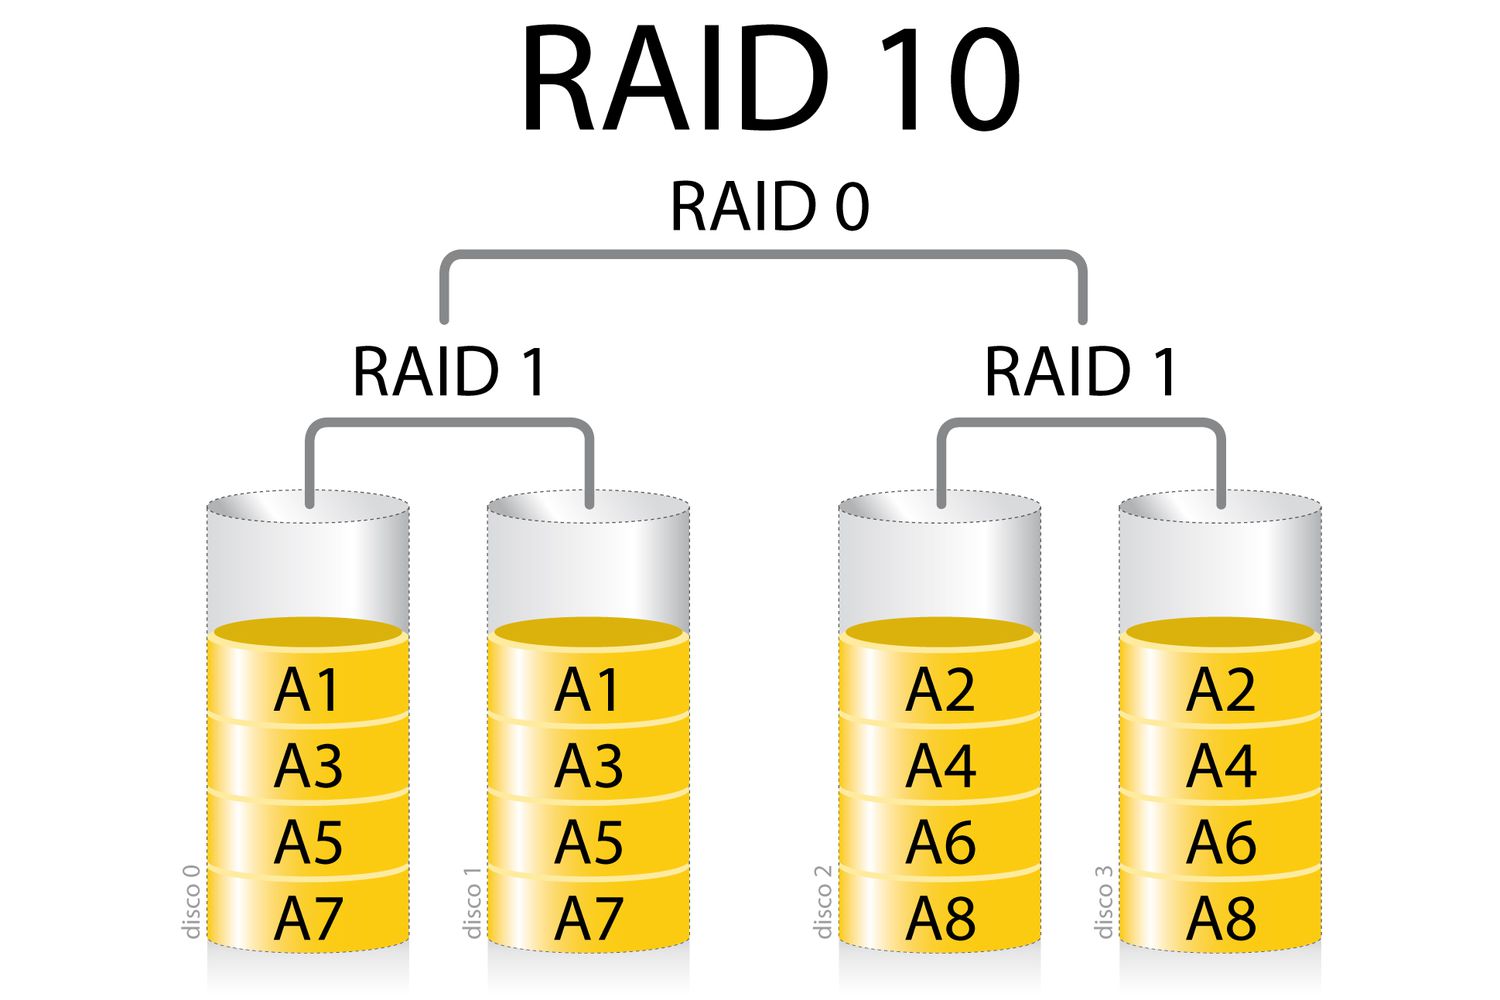 RAID 10
RAID 0
RAID 1
RAID 1
disco 0
A1
A3
A5
A7
disco 1
A1
A3
A5
A7
disco 2
A2
A4
A6
A8
disco 3
A2
A4
A6
A8